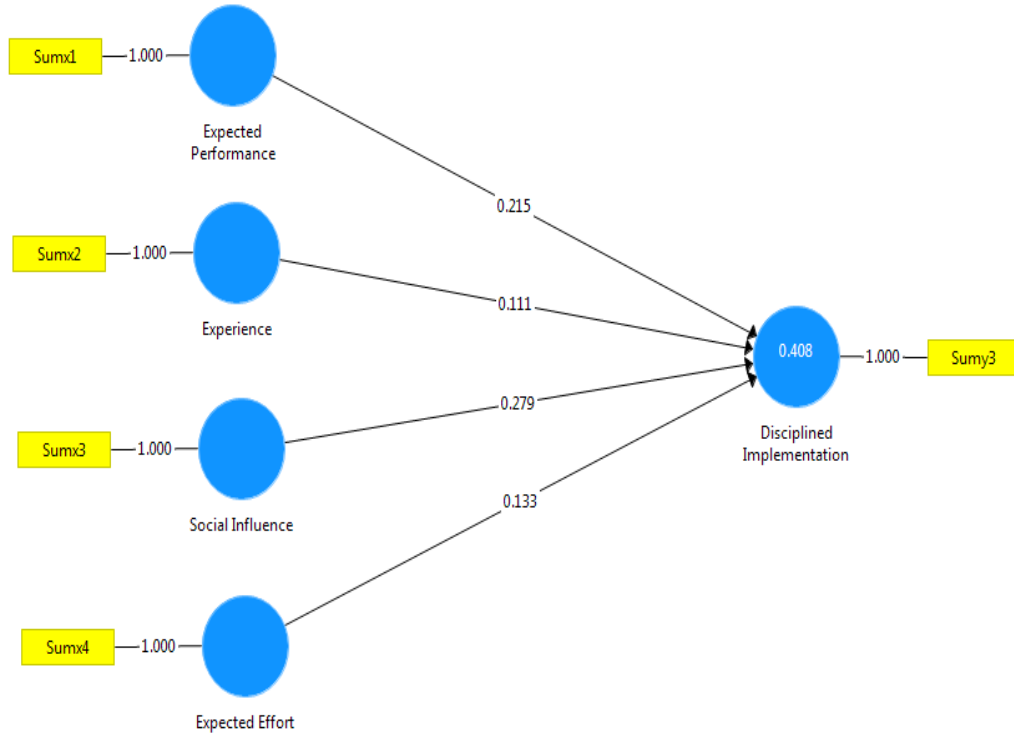 Sumx1
1.000
Expected
Performance
0.215
Sumx2
1.000
Experience
0.111
0.408
1.000
Sumy3
Disciplined
Implementation
Sumx3
1.000
Social Influence
0.279
0.133
Sumx4
1.000
Expected Effort